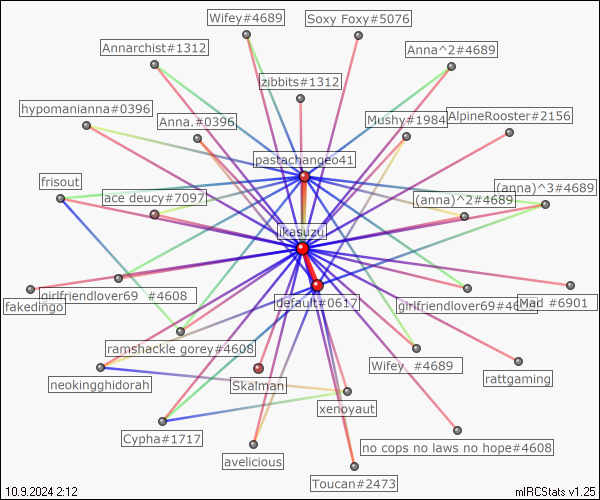 Wifey#4689
Soxy Foxy#5076
Annarchist#1312
Anna^2#4689
zibbits#1312
hypomanianna#0396
Anna.#0396
Mushy#1984
AlpineRooster#2156
pastachangeo41
frisout
ace deucy#7097
(anna)^2#4689
(anna)^3#4689
ikasuzu
fakedingo
girlfriendlover69_#4608
default#0617
girlfriendlover69#4608
Mad_#6901
ramshackle gorey#4608
Wifey_#4689
neokingghidorah
Skalman
rattgaming
xenoyaut
Cypha#1717
no cops no laws no hope#4608
avelicious
Toucan#2473
10.9.2024 2:12
mIRCStats v1.25